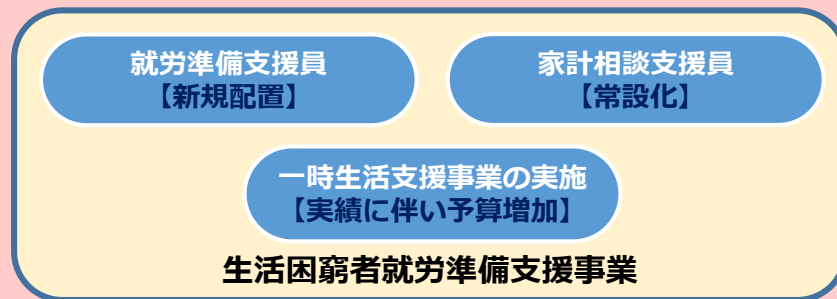 就労準備支援員
【新規配置】
家計相談支援員
【常設化】
一時生活支援事業の実施
【実績に伴い予算増加】
生活困窮者就労準備支援事業